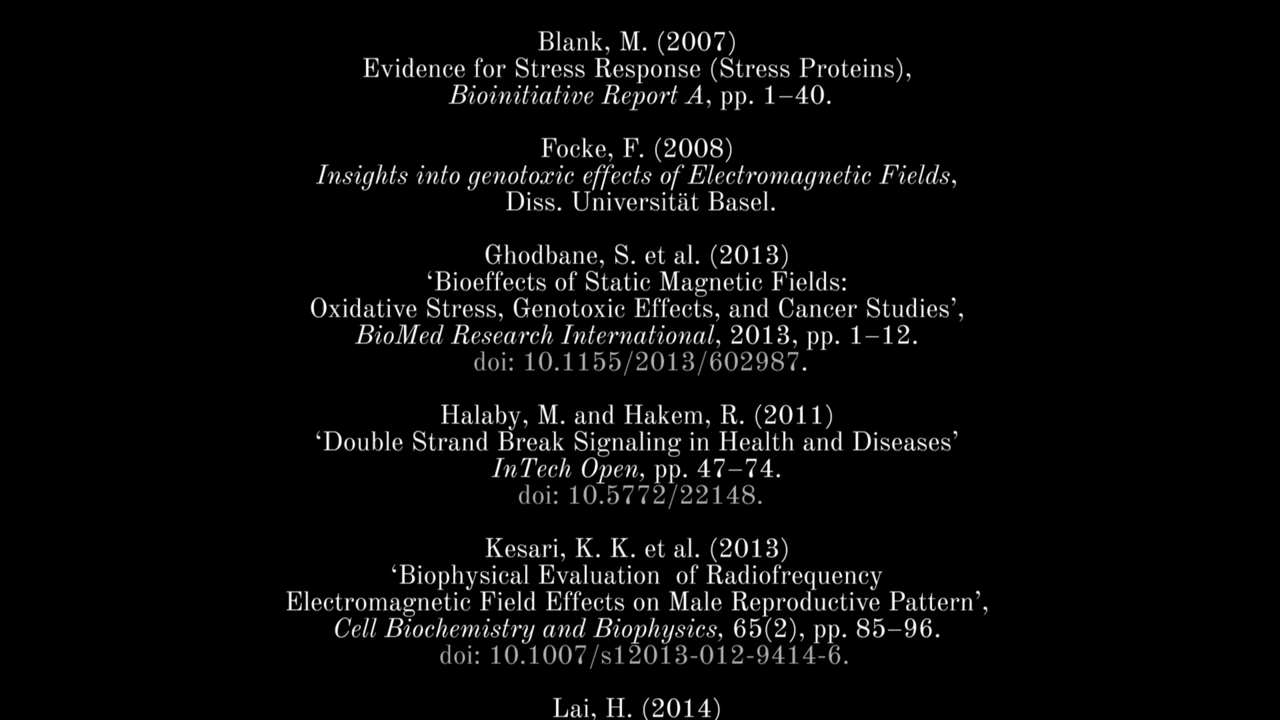 Blank, M. (2007)
Evidence for Stress Response (Stress Proteins),
Bioinitiative Report A, pp. 1–40.
Focke, F. (2008)
Insights into genotoxic effects of Electromagnetic Fields,
Diss. Universität Basel.
Ghodbane, S. et al. (2013)
‘Bioeffects of Static Magnetic Fields:
Oxidative Stress, Genotoxic Effects, and Cancer Studies’,
BioMed Research International, 2013, pp. 1–12.
doi: 10.1155/2013/602987.
Halaby, M. and Hakem, R. (2011)
‘Double Strand Break Signaling in Health and Diseases’
InTech Open, pp. 47–74.
doi: 10.5772/22148.
Kesari, K. K. et al. (2013)
‘Biophysical Evaluation  of Radiofrequency
Electromagnetic Field Effects on Male Reproductive Pattern’,
Cell Biochemistry and Biophysics, 65(2), pp. 85–96.
doi: 10.1007/s12013-012-9414-6.
Lai, H. (2014)